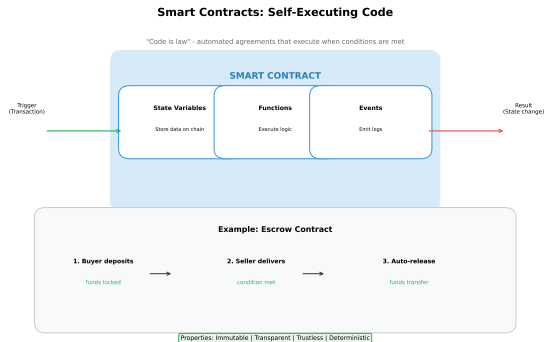 Smart Contracts: Self-Executing Code
"Code is law" - automated agreements that execute when conditions are met
SMART CONTRACT
Trigger
(Transaction)
State Variables
Store data on chain
Functions
Execute logic
Events
Emit logs
Result
(State change)
Example: Escrow Contract
1. Buyer deposits
funds locked
2. Seller delivers
condition met
3. Auto-release
funds transfer
Properties: Immutable | Transparent | Trustless | Deterministic